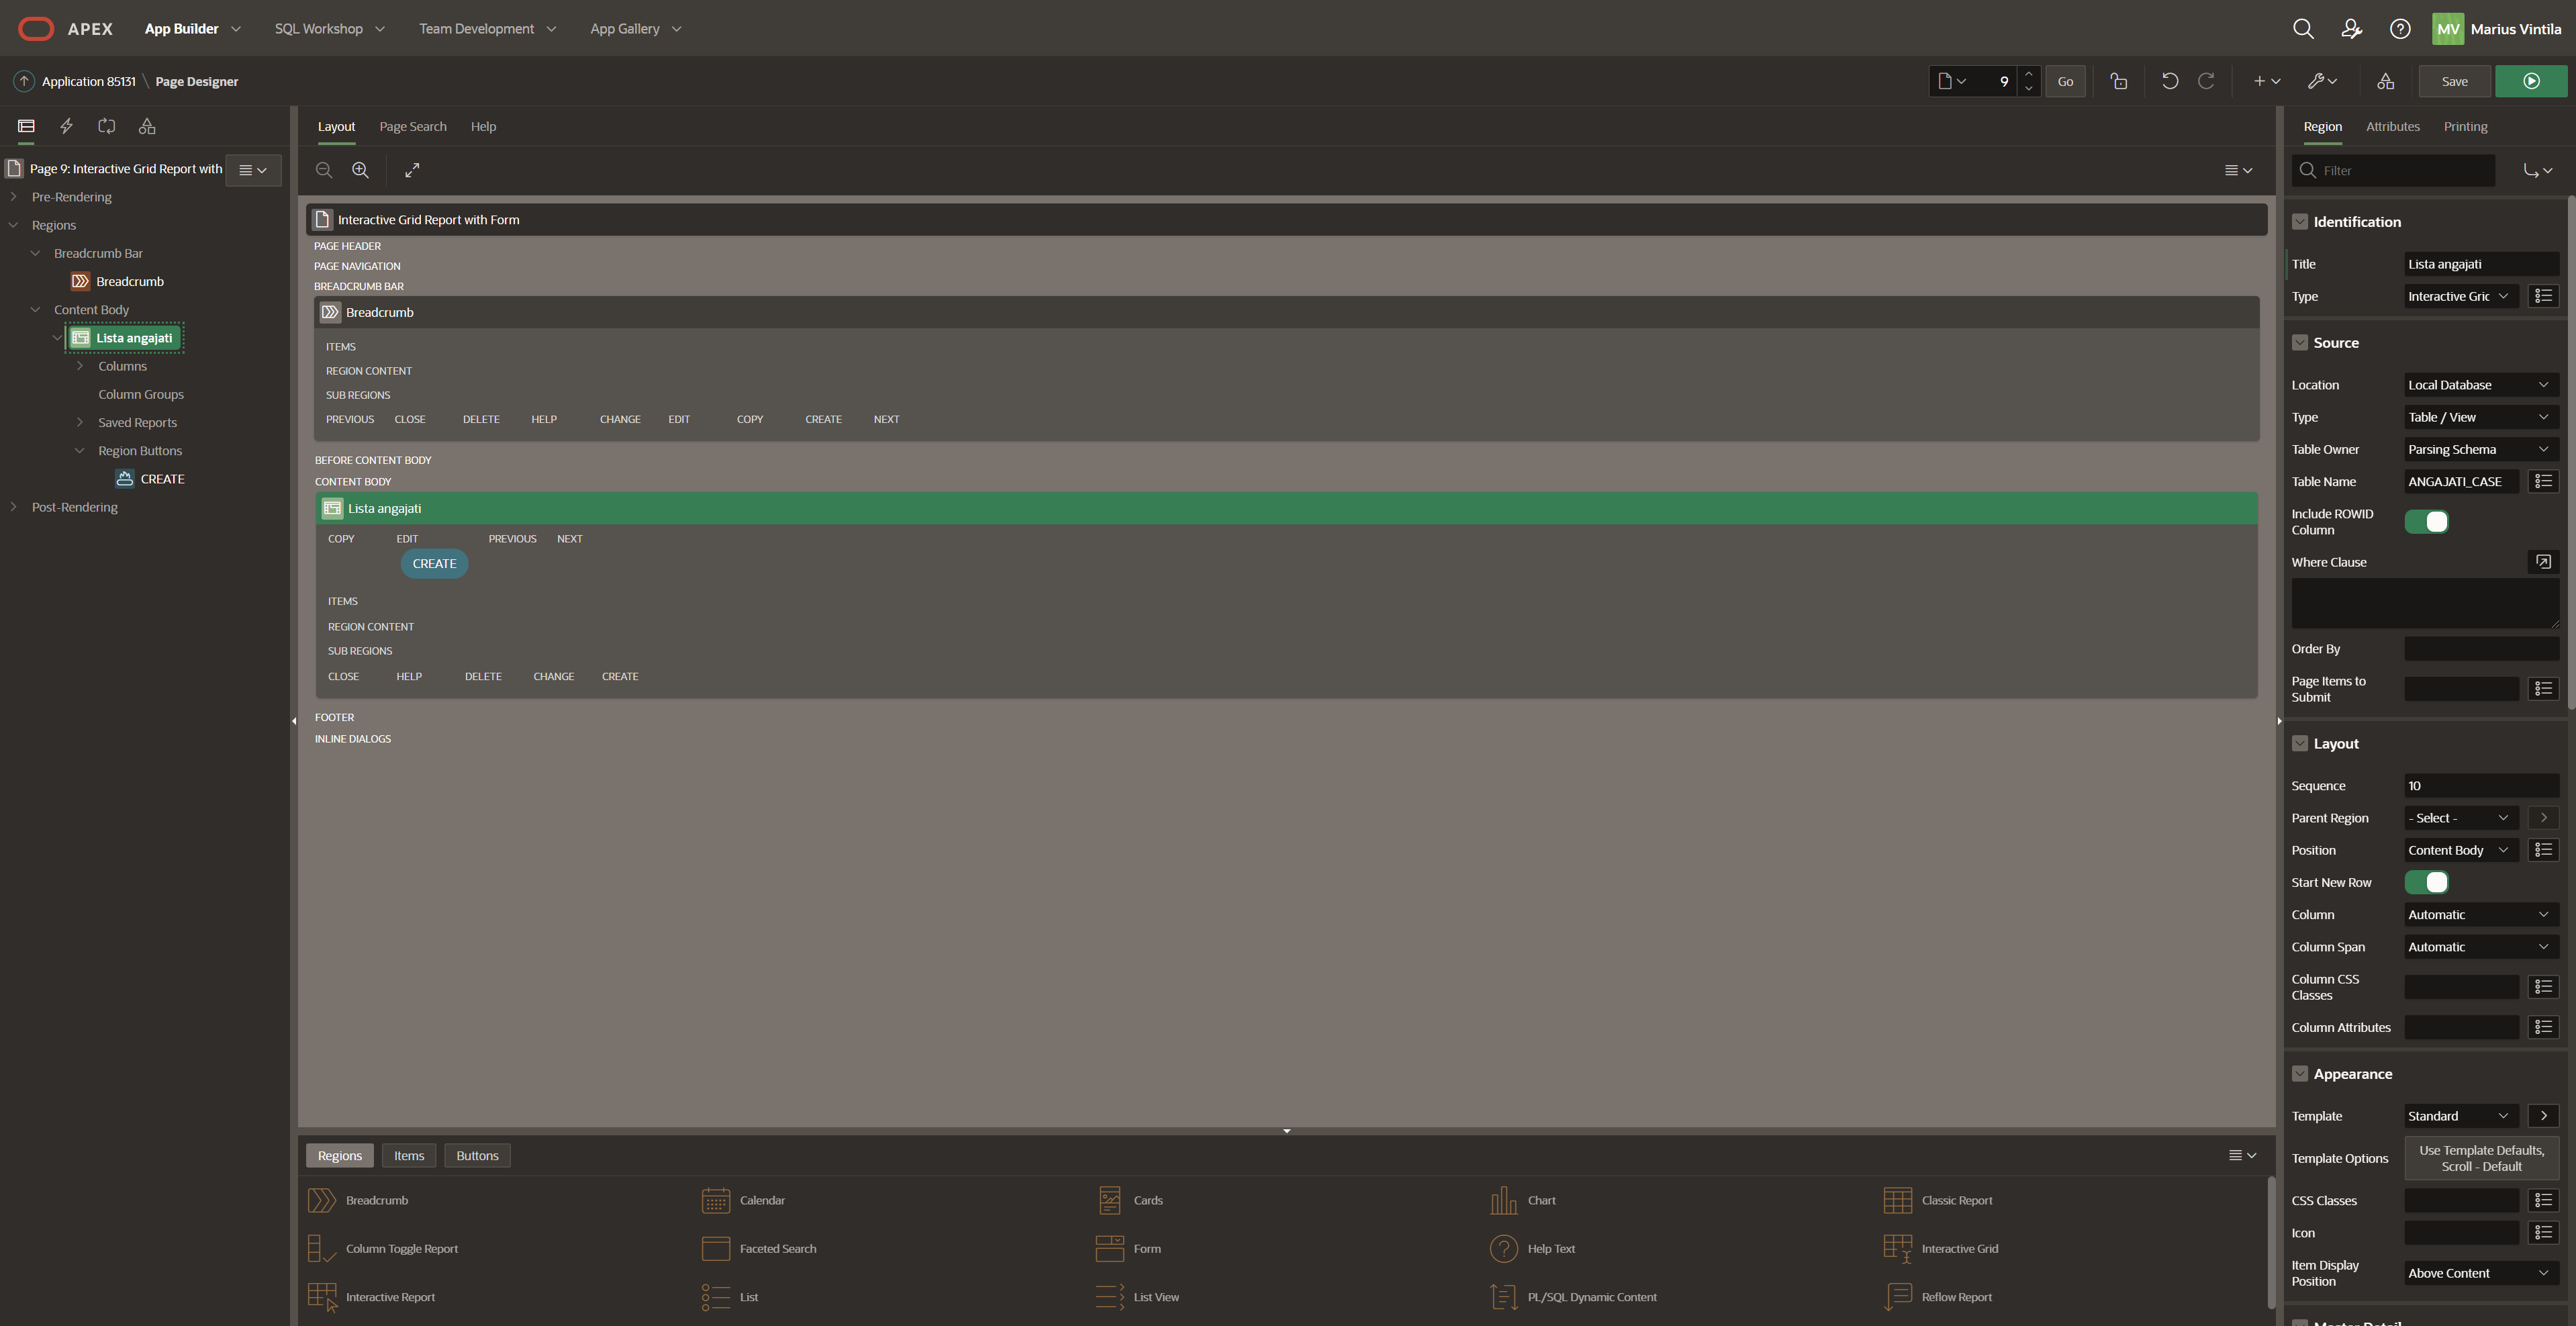 APEX
App Builder
SQL Workshop
Team Development
App Gallery
MV
Marius Vintila
Application 85131 \ Page Designer
9
Go
Save
Layout
Page Search
Help
Region
Attributes
Printing
Page 9: Interactive Grid Report with
Pre-Rendering
Regions
Breadcrumb Bar
Breadcrumb
Content Body
Lista angajati
Columns
Column Groups
Saved Reports
Region Buttons
CREATE
Post-Rendering
Interactive Grid Report with Form
PAGE HEADER
PAGE NAVIGATION
BREADCRUMB BAR
Breadcrumb
ITEMS
REGION CONTENT
SUB REGIONS
PREVIOUS CLOSE DELETE HELP CHANGE EDIT COPY CREATE NEXT
BEFORE CONTENT BODY
CONTENT BODY
Lista angajati
COPY EDIT PREVIOUS NEXT
CREATE
ITEMS
REGION CONTENT
SUB REGIONS
CLOSE HELP DELETE CHANGE CREATE
FOOTER
INLINE DIALOGS
Regions
Items
Buttons
Breadcrumb
Calendar
Cards
Chart
Classic Report
Column Toggle Report
Faceted Search
Form
Help Text
Interactive Grid
Interactive Report
List
List View
PL/SQL Dynamic Content
Reflow Report
Filter
Identification
Title Lista angajati
Type Interactive Gric
Source
Location Local Database
Type Table / View
Table Owner Parsing Schema
Table Name ANGAJATI_CASE
Include ROWID
Column
Where Clause
Order By
Page Items to
Submit
Layout
Sequence 10
Parent Region - Select -
Position Content Body
Start New Row
Column Automatic
Column Span Automatic
Column CSS
Classes
Column Attributes
Appearance
Template Standard
Template Options Use Template Defaults,
Scroll - Default
CSS Classes
Icon
Item Display
Position Above Content
Master Detail